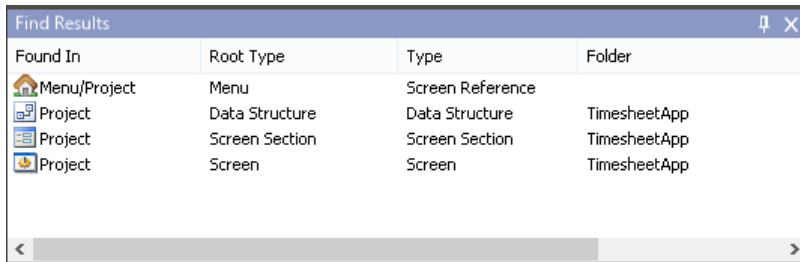 Find Results
Found In Root Type Type Folder
Menu/Project Menu Screen Reference
Project Data Structure Data Structure TimesheetApp
Project Screen Section Screen Section TimesheetApp
Project Screen Screen TimesheetApp